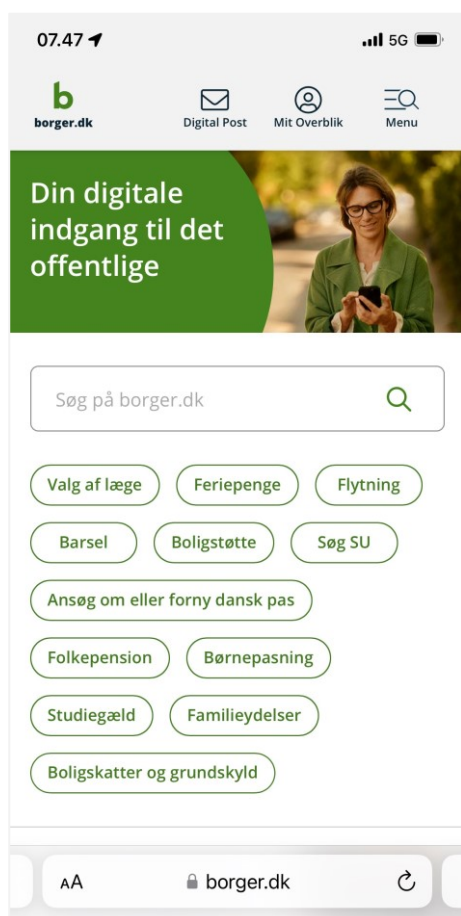 07.47 5G
b
borger.dk Digital Post Mit Overblik Menu
Din digitale
indgang til det
offentlige
Søg på borger.dk
Valg af læge Feriepenge Flytning
Barsel Boligstøtte Søg SU
Ansøg om eller forny dansk pas
Folkepension Børnepasning
Studiegæld Familieydelser
Boligskatter og grundskyld
AA borger.dk